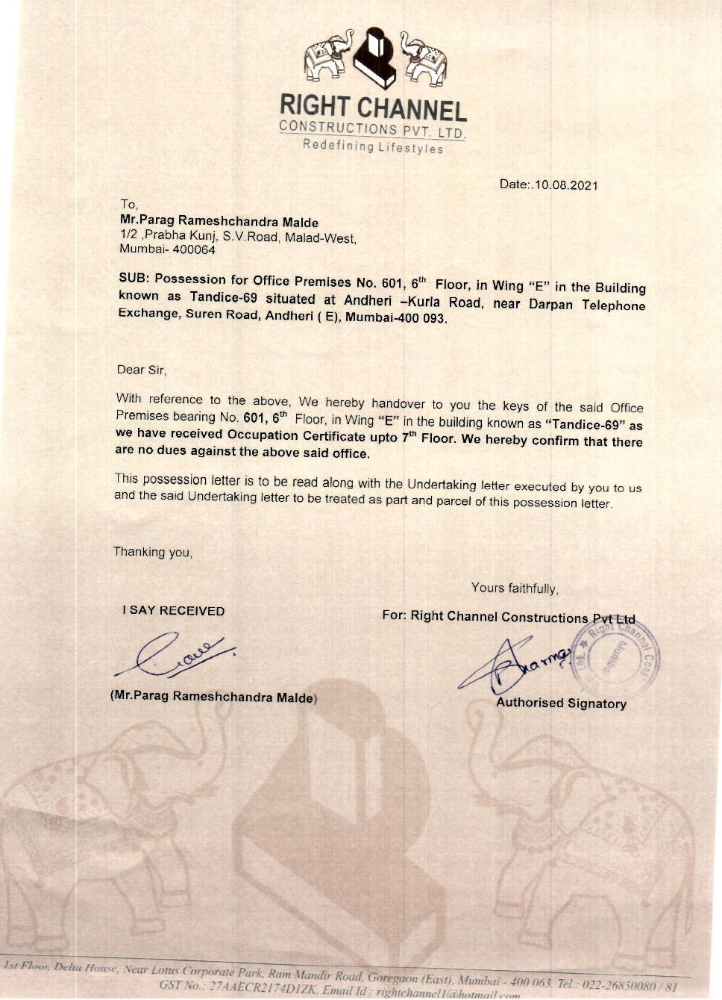 RIGHT CHANNEL
CONSTRUCTIONS PVT. LTD.
Redefining Lifestyles
Date:.10.08.2021
To,
Mr.Parag Rameshchandra Malde
1/2 ,Prabha Kunj, S.V.Road, Malad-West,
Mumbai- 400064
SUB: Possession for Office Premises No. 601, 6th Floor, in Wing “E” in the Building
known as Tandice-69 situated at Andheri –Kurla Road, near Darpan Telephone
Exchange, Suren Road, Andheri ( E), Mumbai-400 093.
Dear Sir,
With reference to the above, We hereby handover to you the keys of the said Office
Premises bearing No. 601, 6th Floor, in Wing “E” in the building known as “Tandice-69” as
we have received Occupation Certificate upto 7th Floor. We hereby confirm that there
are no dues against the above said office.
This possession letter is to be read along with the Undertaking letter executed by you to us
and the said Undertaking letter to be treated as part and parcel of this possession letter.
Thanking you,
Yours faithfully,
I SAY RECEIVED
For: Right Channel Constructions Pvt Ltd
Right Channel
Mumbai
(Mr.Parag Rameshchandra Malde)
Authorised Signatory
1st Floor, Delta House, Near Lotus Corporate Park, Ram Mandir Road, Goregaon (East), Mumbai - 400 063. Tel.: 022-26850080 / 81
GST No.: 27AAECR2174D1ZK, Email Id : rightchannel1@hotmail.com